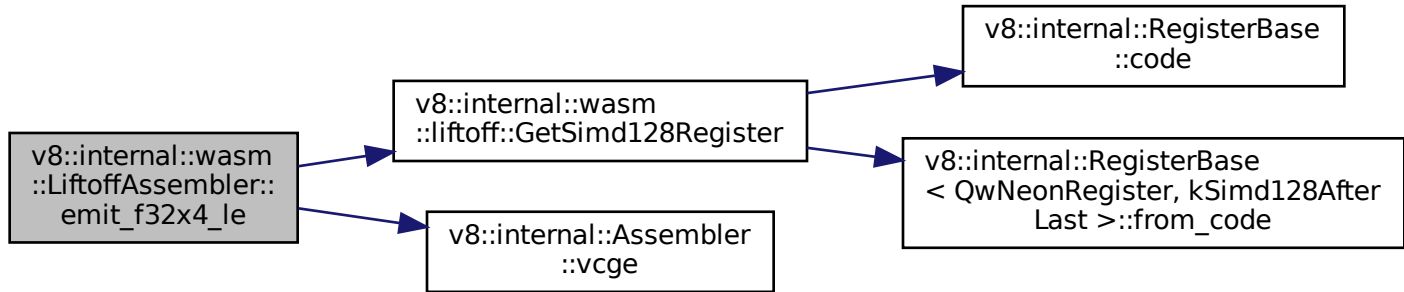 v8::internal::wasm
::LiftoffAssembler::
emit_f32x4_le
v8::internal::wasm
::liftoff::GetSimd128Register
v8::internal::RegisterBase
::code
v8::internal::RegisterBase
< QwNeonRegister, kSimd128After
Last >::from_code
v8::internal::Assembler
::vcge